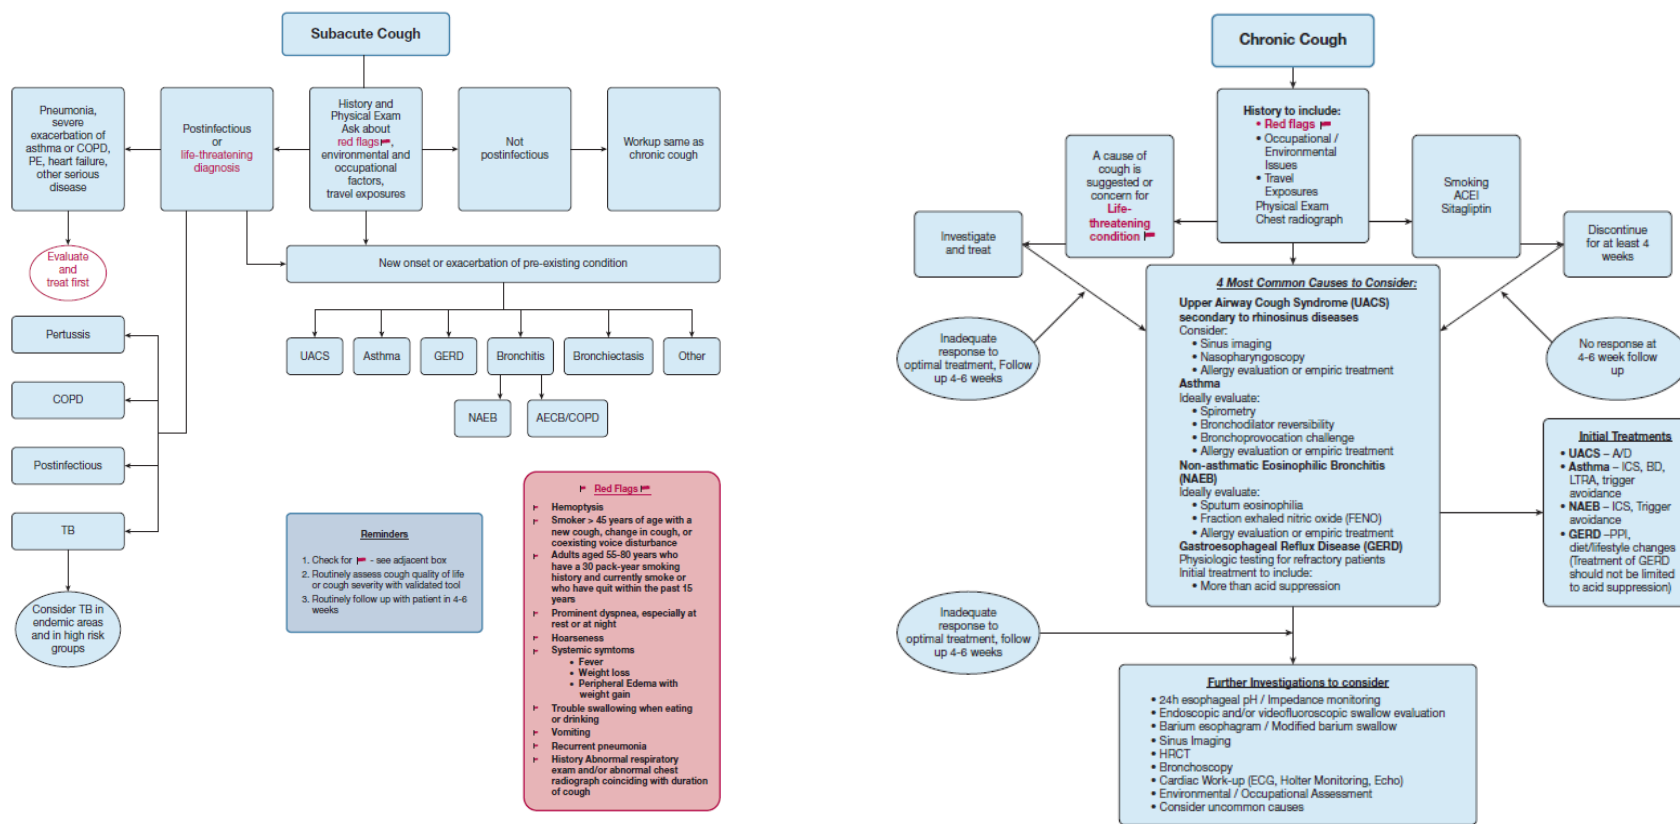 Subacute Cough
Pneumonia,
severe
exacerbation of
asthma or COPD,
PE, heart failure,
other serious
disease
Postinfectious
or
life-threatening
diagnosis
History and
Physical Exam
Ask about
red flags,
environmental and
occupational
factors,
travel exposures
Not
postinfectious
Workup same as
chronic cough
Evaluate
and
treat first
New onset or exacerbation of pre-existing condition
UACS
Asthma
GERD
Bronchitis
Bronchiectasis
Other
NAEB
AECB/COPD
Pertussis
COPD
Postinfectious
TB
Consider TB in
endemic areas
and in high risk
groups
Reminders
1. Check for - see adjacent box
2. Routinely assess cough quality of life
or cough severity with validated tool
3. Routinely follow up with patient in 4-6
weeks
Red Flags
Hemoptysis
Smoker > 45 years of age with a
new cough, change in cough, or
coexisting voice disturbance
Adults aged 55-80 years who
have a 30 pack-year smoking
history and currently smoke or
who have quit within the past 15
years
Prominent dyspnea, especially at
rest or at night
Hoarseness
Systemic symtoms
• Fever
• Weight loss
• Peripheral Edema with
weight gain
Trouble swallowing when eating
or drinking
Vomiting
Recurrent pneumonia
History Abnormal respiratory
exam and/or abnormal chest
radiograph coinciding with duration
of cough
Chronic Cough
History to include:
• Red flags
• Occupational /
Environmental
Issues
• Travel
Exposures
Physical Exam
Chest radiograph
A cause of
cough is
suggested or
concern for
Life-
threatening
condition
Investigate
and treat
Smoking
ACEI
Sitagliptin
Discontinue
for at least 4
weeks
Inadequate
response to
optimal treatment, Follow
up 4-6 weeks
No response at
4-6 week follow
up
4 Most Common Causes to Consider:
Upper Airway Cough Syndrome (UACS)
secondary to rhinosinus diseases
Consider:
• Sinus imaging
• Nasopharyngoscopy
• Allergy evaluation or empiric treatment
Asthma
Ideally evaluate:
• Spirometry
• Bronchodilator reversibility
• Bronchoprovocation challenge
• Allergy evaluation or empiric treatment
Non-asthmatic Eosinophilic Bronchitis
(NAEB)
Ideally evaluate:
• Sputum eosinophilia
• Fraction exhaled nitric oxide (FENO)
• Allergy evaluation or empiric treatment
Gastroesophageal Reflux Disease (GERD)
Physiologic testing for refractory patients
Initial treatment to include:
• More than acid suppression
Initial Treatments
• UACS – A/D
• Asthma – ICS, BD,
LTRA, trigger
avoidance
• NAEB – ICS, Trigger
avoidance
• GERD –PPI,
diet/lifestyle changes
(Treatment of GERD
should not be limited
to acid suppression)
Inadequate
response to
optimal treatment, follow
up 4-6 weeks
Further Investigations to consider
• 24h esophageal pH / Impedance monitoring
• Endoscopic and/or videofluoroscopic swallow evaluation
• Barium esophagram / Modified barium swallow
• Sinus Imaging
• HRCT
• Bronchoscopy
• Cardiac Work-up (ECG, Holter Monitoring, Echo)
• Environmental / Occupational Assessment
• Consider uncommon causes